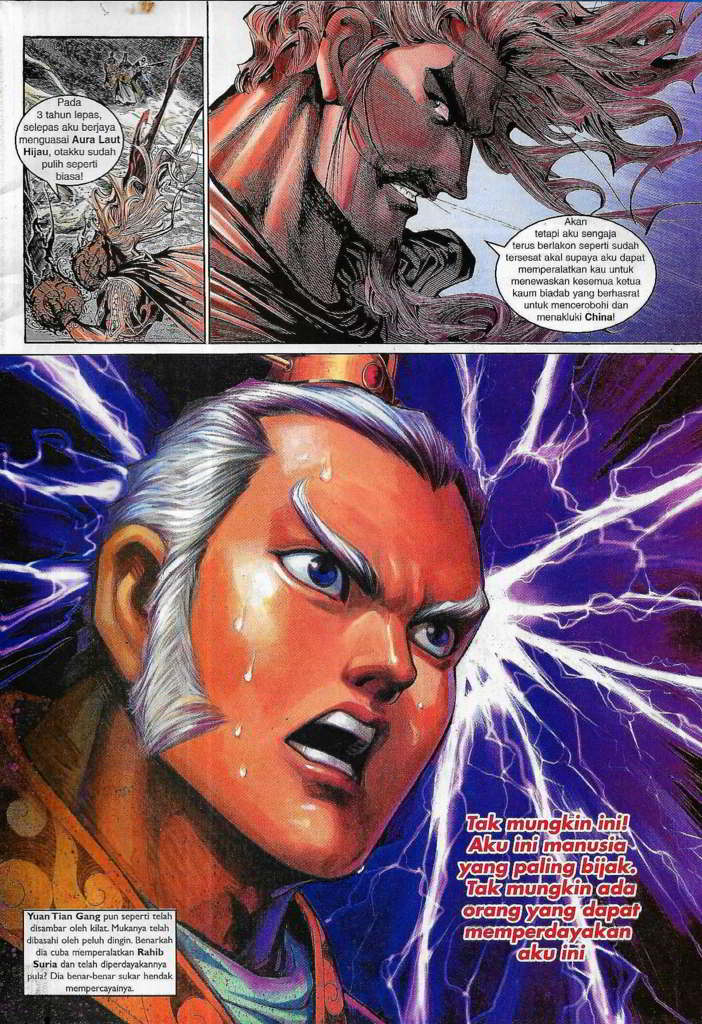 Pada
3 tahun lepas,
selepas aku berjaya
menguasai Aura Laut
Hijau, otakku sudah
pulih seperti
biasa!
Akan
tetapi aku sengaja
terus berlakon seperti sudah
tersesat akal supaya aku dapat
memperalatkan kau untuk
menewaskan kesemua ketua
kaum biadab yang berhasrat
untuk mencerobohi dan
menakluki China!
Tak mungkin ini!
Aku ini manusia
yang paling bijak.
Tak mungkin ada
orang yang dapat
memperdayakan
aku ini
Yuan Tian Gang pun seperti telah
disambar oleh kilat. Mukanya telah
dibasahi oleh peluh dingin. Benarkah
dia cuba memperalatkan Rahib
Suria dan telah diperdayakannya
pula? Dia benar-benar sukar hendak
mempercayainya.